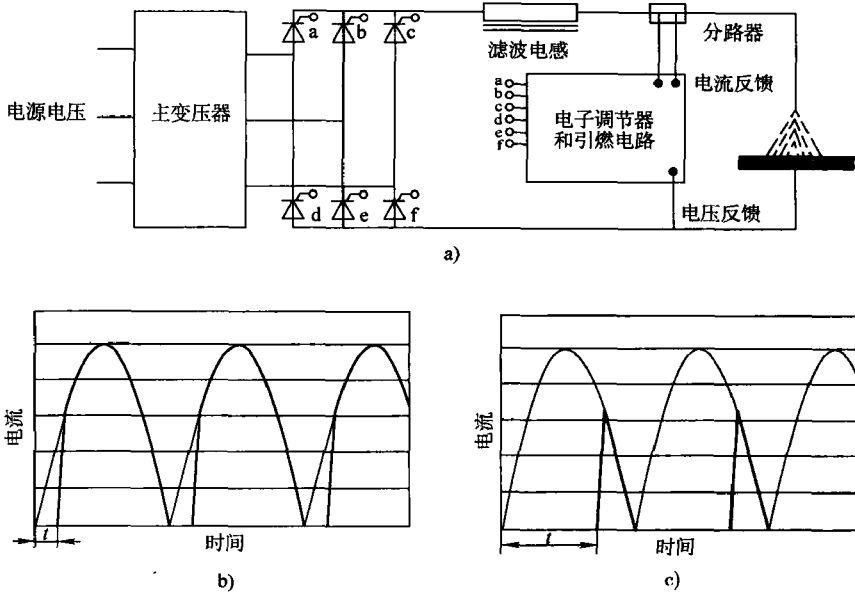 a
b
c
滤波电感
分路器
电源电压
主变压器
a
b
c
d
e
f
电子调节器
和引燃电路
电流反馈
电压反馈
d
e
f
a)
电流
t
时间
b)
电流
t
时间
c)